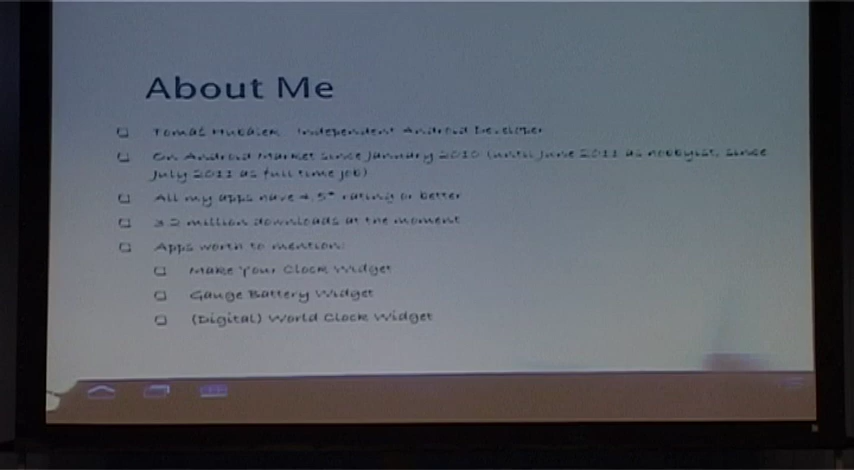 About Me
Tomáš Hubálek Independent Android Developer
On Android Market since January 2010 (until June 2011 as hobbyist, since
July 2011 as full time job)
All my apps have 4.5* rating or better
3.2 million downloads at the moment
Apps worth to mention:
Make Your Clock Widget
Gauge Battery Widget
(Digital) World Clock Widget